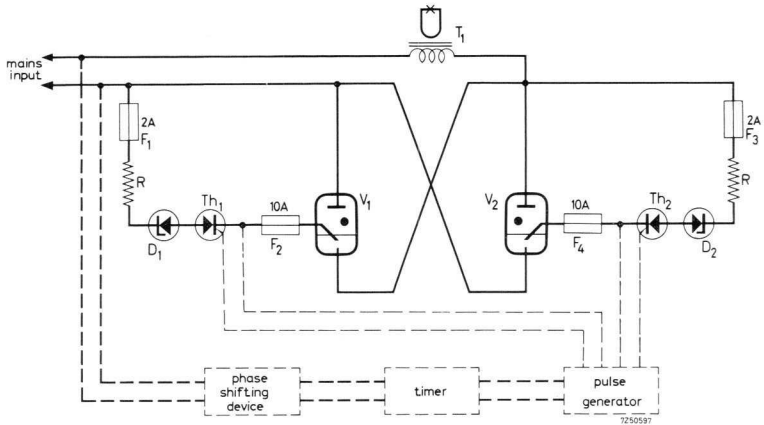 T1
mains
input
2A
F1
R
D1
Th1
10A
F2
V1
V2
10A
F4
Th2
D2
2A
F3
R
phase
shifting
device
timer
pulse
generator
7Z50597